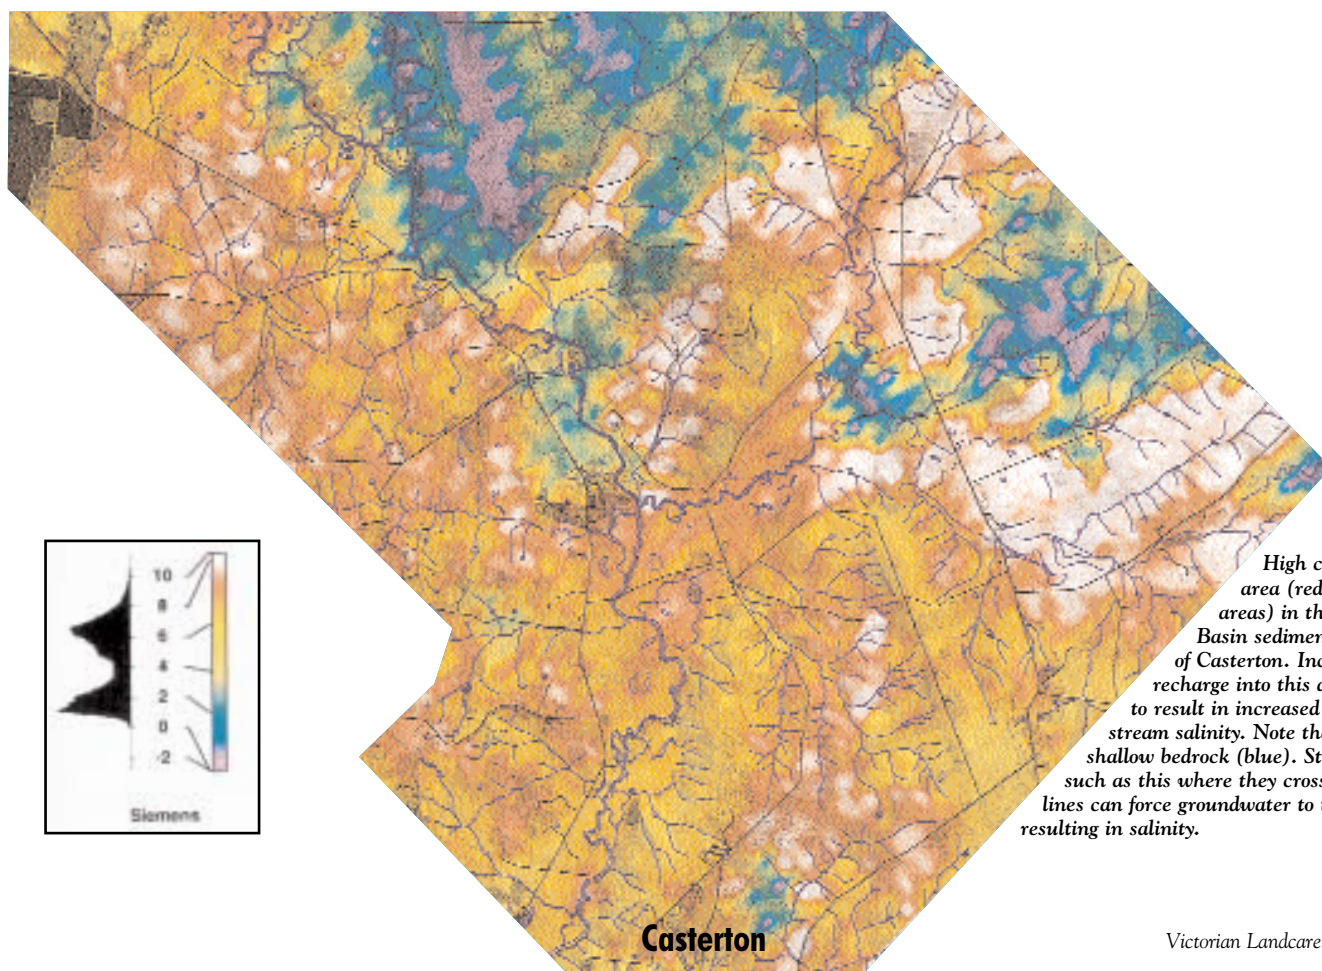 10
8
6
4
2
0
-2
Siemens
High c
area (red
areas) in th
Basin sedimen
of Casterton. Inc
recharge into this a
to result in increased
stream salinity. Note tha
shallow bedrock (blue). St
such as this where they cross
lines can force groundwater to
resulting in salinity.
Casterton
Victorian Landcare